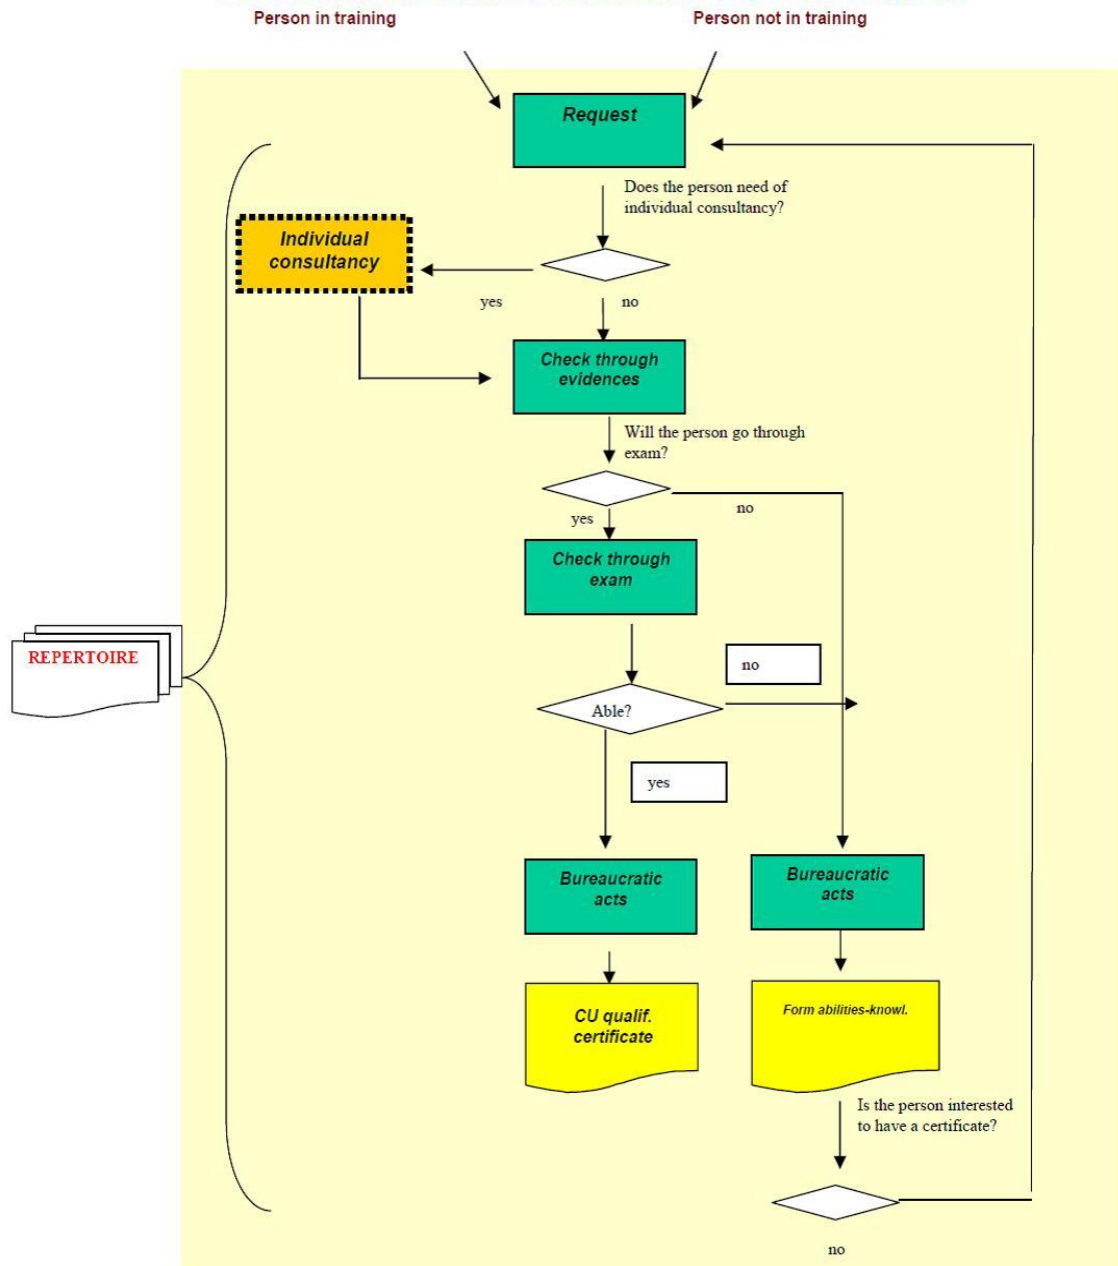 Person in training
Person not in training
Request
Does the person need of
individual consultancy?
Individual
consultancy
yes
no
Check through
evidences
Will the person go through
exam?
no
yes
Check through
exam
REPERTOIRE
no
Able?
yes
Bureaucratic
acts
Bureaucratic
acts
CU qualif.
certificate
Form abilities-knowl.
Is the person interested
to have a certificate?
no